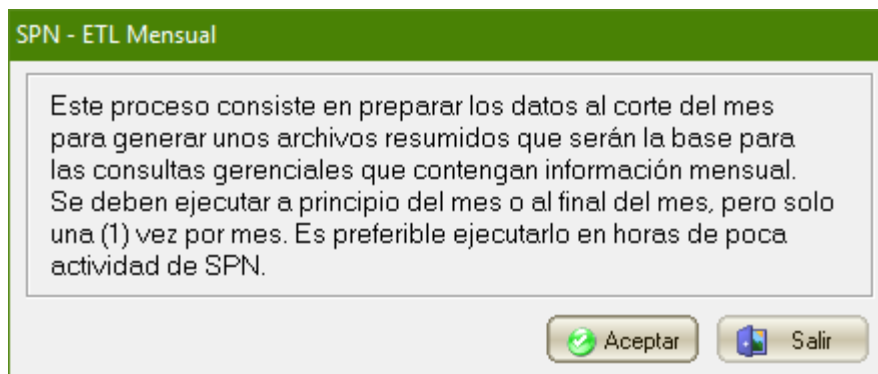 SPN - ETL Mensual
Este proceso consiste en preparar los datos al corte del mes
para generar unos archivos resumidos que serán la base para
las consultas gerenciales que contengan información mensual.
Se deben ejecutar a principio del mes o al final del mes, pero solo
una (1) vez por mes. Es preferible ejecutarlo en horas de poca
actividad de SPN.
Aceptar Salir